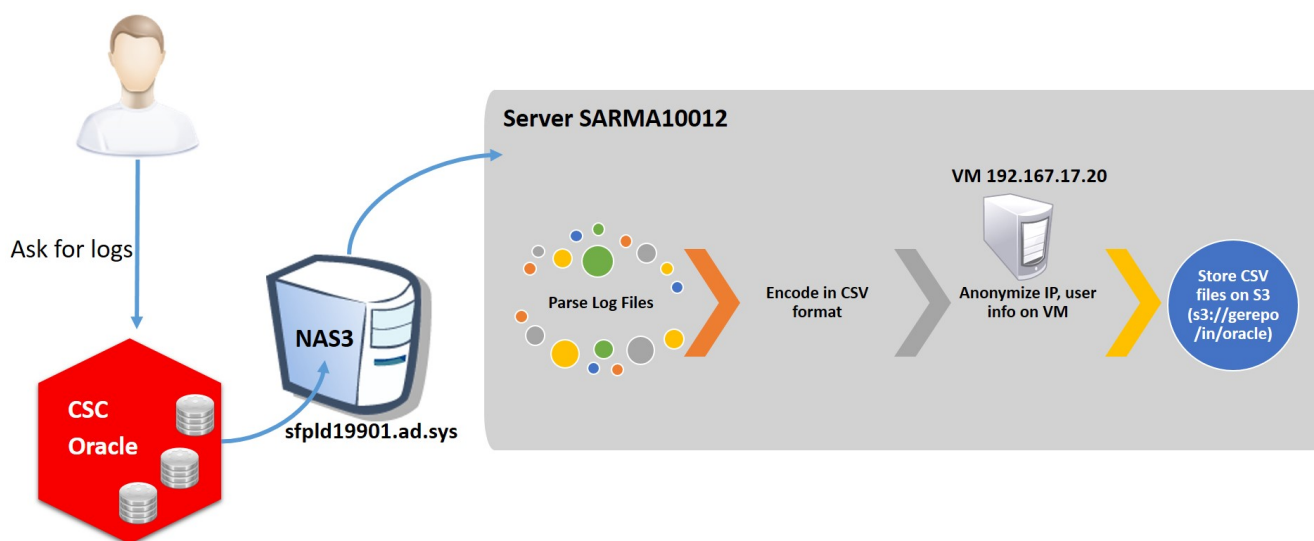 Ask for logs
CSC
Oracle
NAS3
sfpld19901.ad.sys
Server SARMA10012
Parse Log Files
Encode in CSV
format
VM 192.167.17.20
Anonymize IP, user
info on VM
Store CSV
files on S3
(s3://gerepo
/in/oracle)